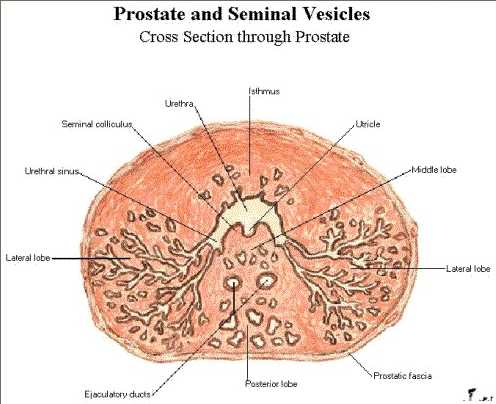 Prostate and Seminal Vesicles
Cross Section through Prostate
Isthmus
Urethra
Seminal colliculus
Utricle
Urethral sinus
Middle lobe
Lateral lobe
Lateral lobe
Prostatic fascia
Posterior lobe
Ejaculatory ducts